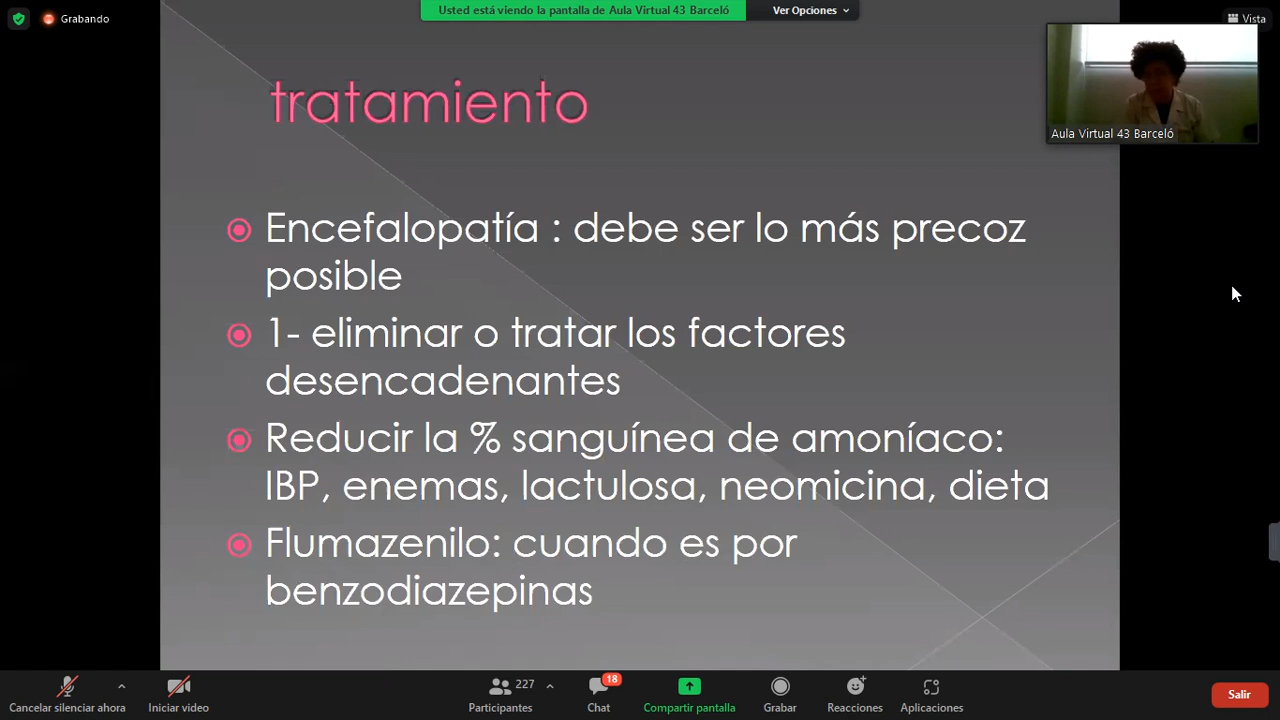 Grabando
Usted está viendo la pantalla de Aula Virtual 43 Barceló
Ver Opciones
Vista
Aula Virtual 43 Barceló
tratamiento
Encefalopatía : debe ser lo más precoz
posible
1- eliminar o tratar los factores
desencadenantes
Reducir la % sanguínea de amoníaco:
IBP, enemas, lactulosa, neomicina, dieta
Flumazenilo: cuando es por
benzodiazepinas
Cancelar silenciar ahora
Iniciar video
227
Participantes
18
Chat
Compartir pantalla
Grabar
Reacciones
Aplicaciones
Salir